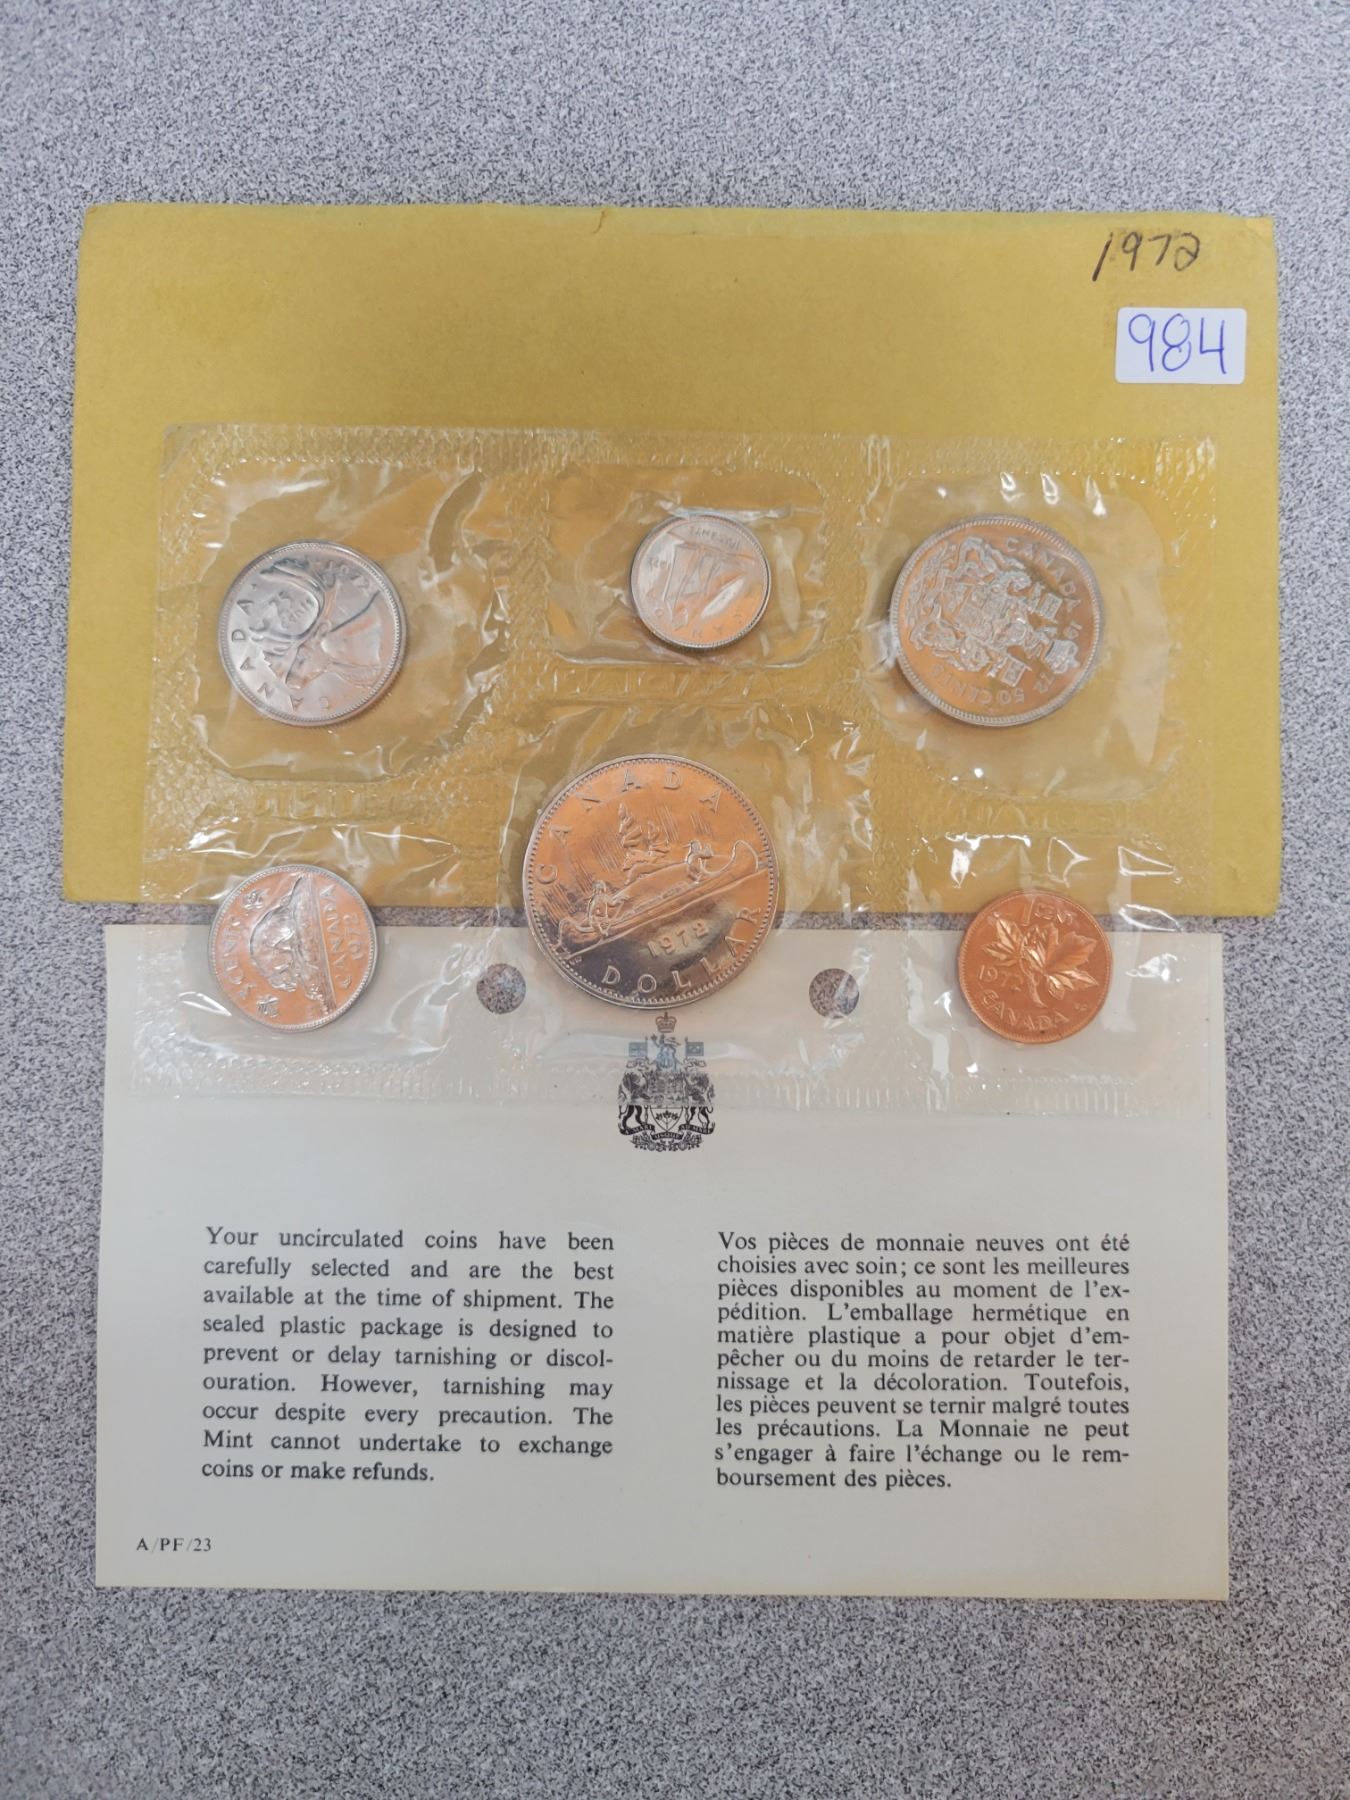 1972
984
CANADA 1972
CANADA
CANADA 1972
50 CENTS
5 CENTS
CANADA
1972
CANADA
1972
DOLLAR
1972
CANADA
Your uncirculated coins have been
carefully selected and are the best
available at the time of shipment. The
sealed plastic package is designed to
prevent or delay tarnishing or discol-
ouration. However, tarnishing may
occur despite every precaution. The
Mint cannot undertake to exchange
coins or make refunds.
Vos pièces de monnaie neuves ont été
choisies avec soin; ce sont les meilleures
pièces disponibles au moment de l'ex-
pédition. L'emballage hermétique en
matière plastique a pour objet d'em-
pêcher ou du moins de retarder le ter-
nissage et la décoloration. Toutefois,
les pièces peuvent se ternir malgré toutes
les précautions. La Monnaie ne peut
s'engager à faire l'échange ou le rem-
boursement des pièces.
A/PF/23